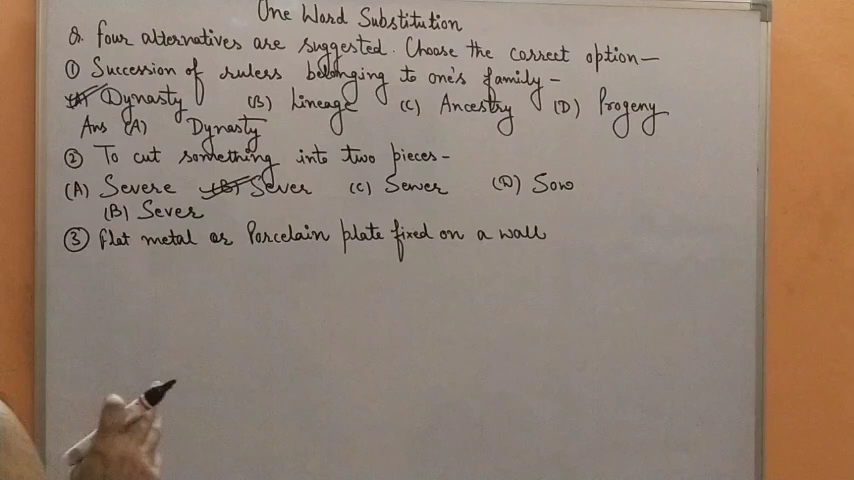 One Word Substitution
Q. Four alternatives are suggested. Choose the correct option—
① Succession of rulers belonging to one's family-
(A) Dynasty (B) Lineage (C) Ancestry (D) Progeny
Ans (A) Dynasty
② To cut something into two pieces-
(A) Severe (B) Sever (C) Sewer (D) Sow
(B) Sever
③ Flat metal or Porcelain plate fixed on a wall